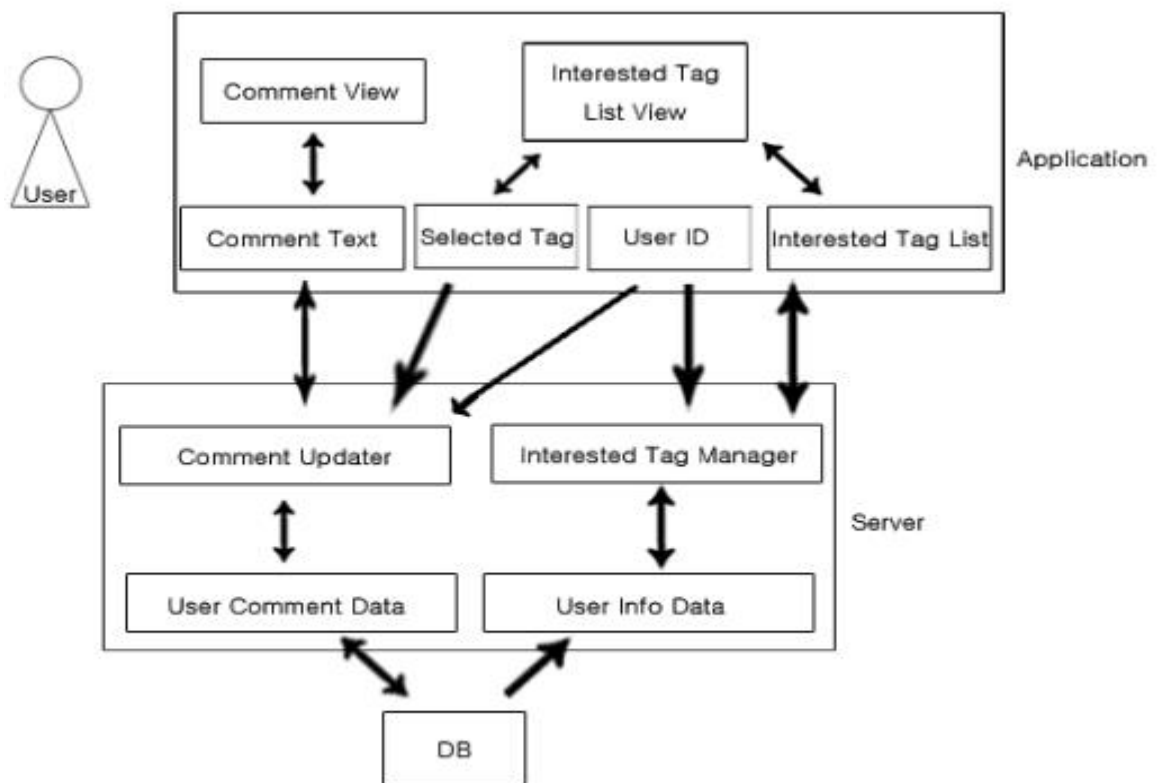 Comment View
Interested Tag
List View
Application
User
Comment Text
Selected Tag
User ID
Interested Tag List
Comment Updater
Interested Tag Manager
Server
User Comment Data
User Info Data
DB